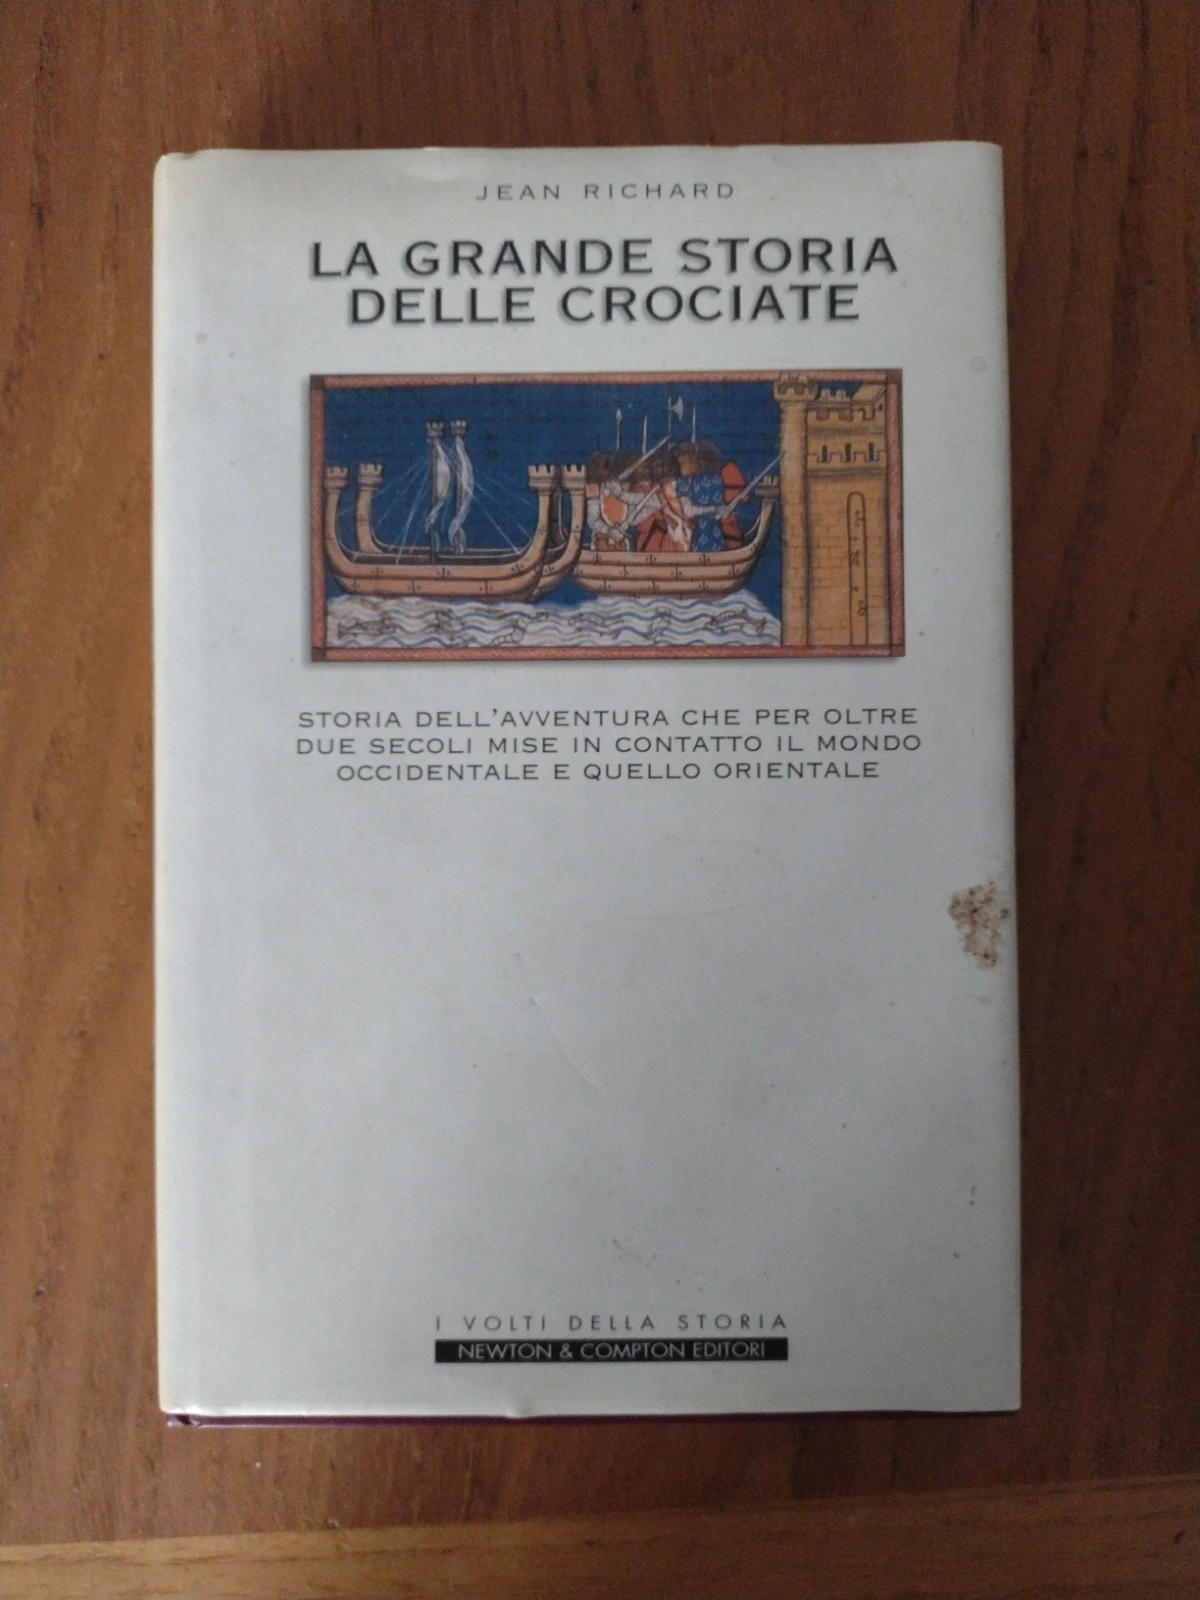 JEAN RICHARD
LA GRANDE STORIA
DELLE CROCIATE
STORIA DELL'AVVENTURA CHE PER OLTRE
DUE SECOLI MISE IN CONTATTO IL MONDO
OCCIDENTALE E QUELLO ORIENTALE
I VOLTI DELLA STORIA
NEWTON & COMPTON EDITORI